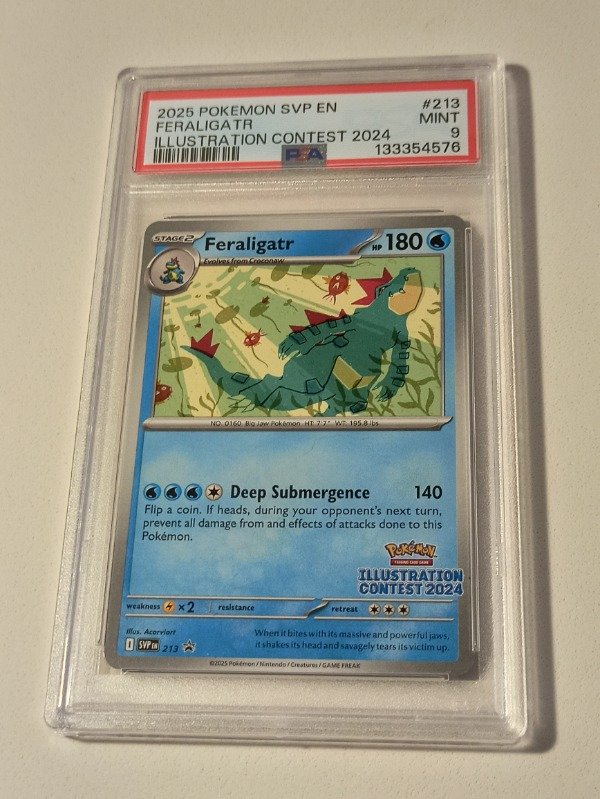 2025 POKEMON SVP EN #213
FERALIGATR MINT
ILLUSTRATION CONTEST 2024 9
PSA 133354576
STAGE2 Feraligatr HP 180
Evolves from Croconaw
NO. 0160 Big Jaw Pokémon HT: 7'7" WT: 195.8 lbs
Deep Submergence 140
Flip a coin. If heads, during your opponent's next turn,
prevent all damage from and effects of attacks done to this
Pokémon.
Pokémon
TRADING CARD GAME
ILLUSTRATION
CONTEST 2024
weakness ×2 resistance retreat
Illus. Acorviart
When it bites with its massive and powerful jaws,
it shakes its head and savagely tears its victim up.
I SVP EN 213
©2025 Pokémon / Nintendo / Creatures / GAME FREAK